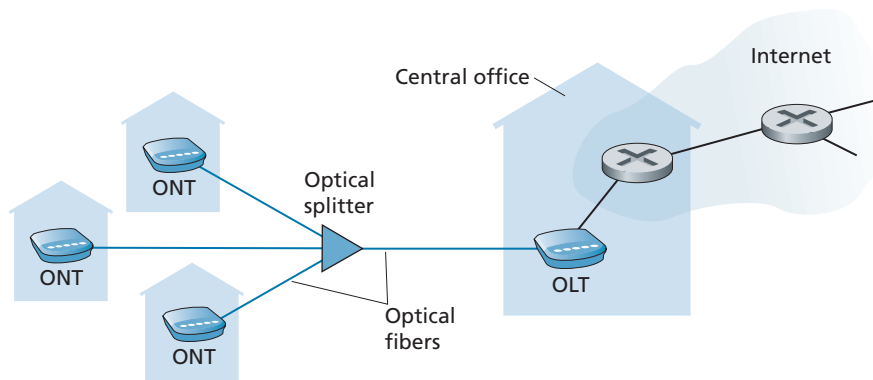 Internet
Central office
ONT
Optical
splitter
ONT
OLT
Optical
fibers
ONT